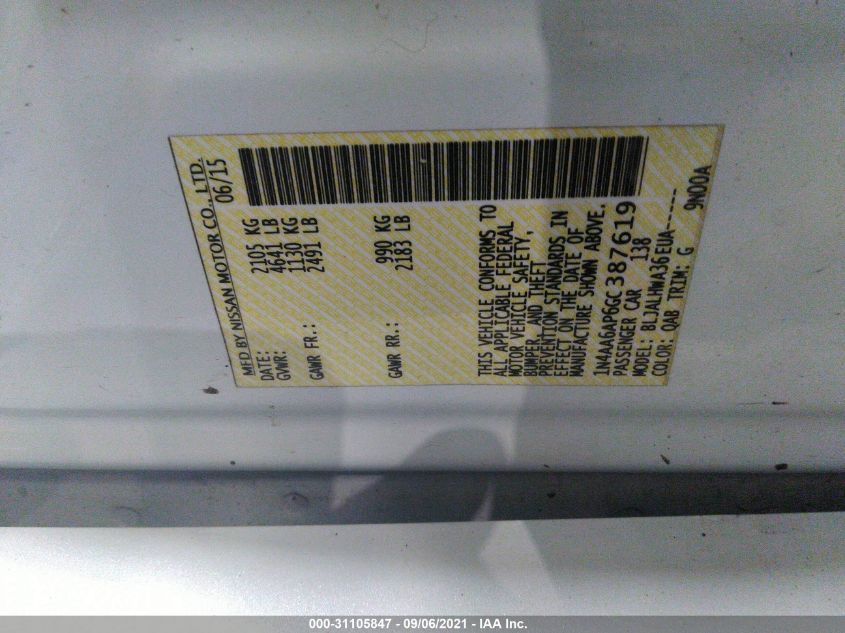 MFD BY NISSAN MOTOR CO., LTD.
DATE: 06/15
GVWR: 2105 KG
4641 LB
GAWR FR.: 1130 KG
2491 LB
GAWR RR.: 990 KG
2183 LB
THIS VEHICLE CONFORMS TO
ALL APPLICABLE FEDERAL
MOTOR VEHICLE SAFETY,
BUMPER, AND THEFT
PREVENTION STANDARDS IN
EFFECT ON THE DATE OF
MANUFACTURE SHOWN ABOVE.
1N4AA6AP6GC387619
PASSENGER CAR 138
MODEL: BLJALHWA36EUA-----
COLOR: QAB TRIM: G 9N00A
000-31105847 - 09/06/2021 - IAA Inc.